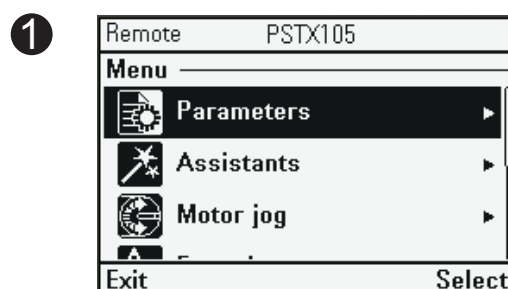 1
Remote PSTX105
Menu
Parameters
Assistants
Motor jog
Exit Select